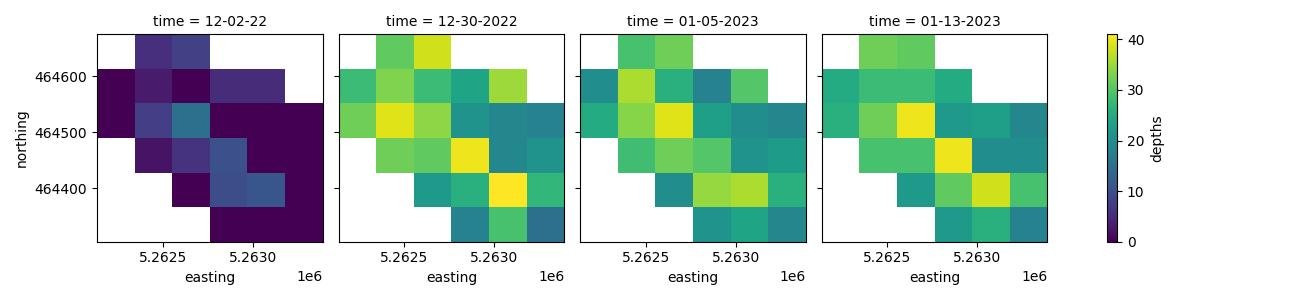 time = 12-02-22
time = 12-30-2022
time = 01-05-2023
time = 01-13-2023
464600
464500
464400
northing
5.2625 5.2630
1e6
easting
5.2625 5.2630
1e6
easting
5.2625 5.2630
1e6
easting
5.2625 5.2630
1e6
easting
40
30
20
10
0
depths